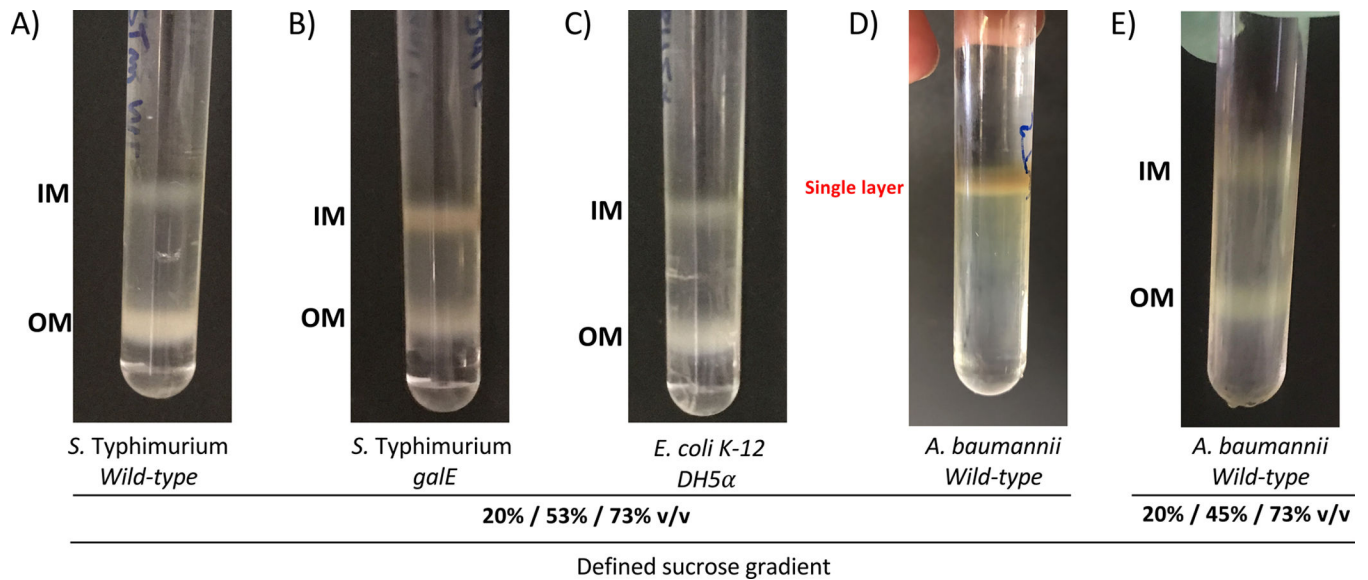 A)
B)
C)
D)
E)
IM
OM
IM
OM
IM
OM
Single layer
IM
OM
S. Typhimurium
Wild-type
S. Typhimurium
galE
E. coli K-12
DH5α
A. baumannii
Wild-type
A. baumannii
Wild-type
20% / 53% / 73% v/v
20% / 45% / 73% v/v
Defined sucrose gradient